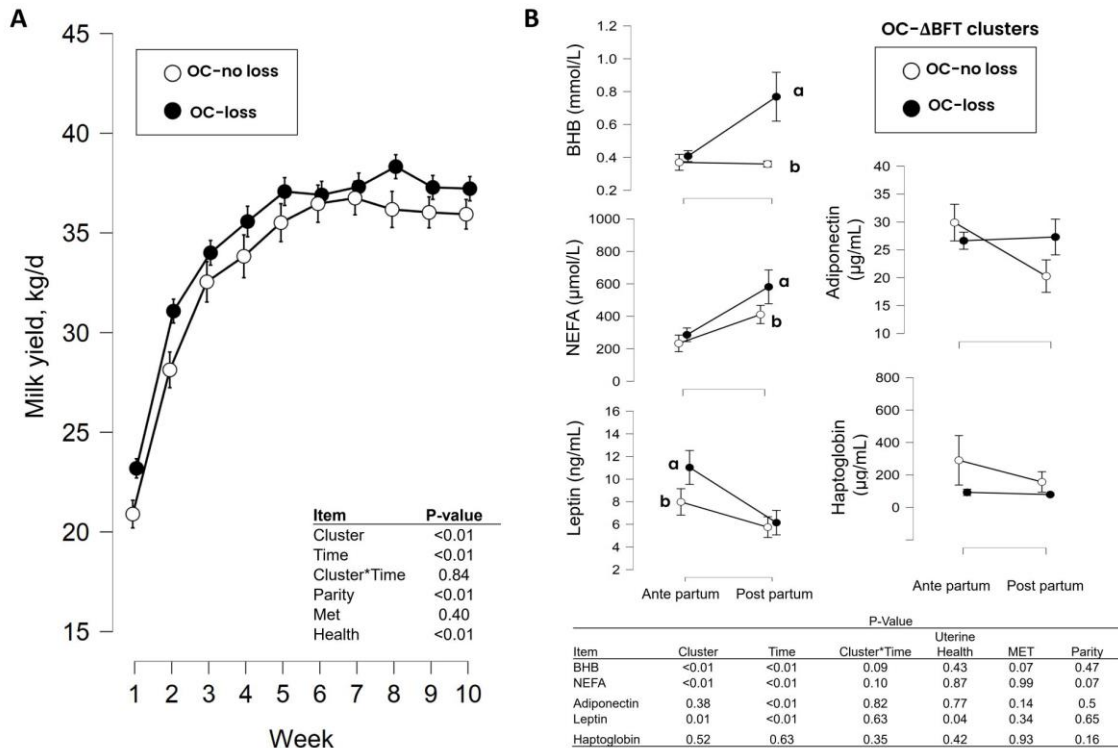 A
45
40
35
30
25
20
15
Milk yield, kg/d
OC-no loss
OC-loss
Item P-value
Cluster <0.01
Time <0.01
Cluster*Time 0.84
Parity <0.01
Met 0.40
Health <0.01
1 2 3 4 5 6 7 8 9 10
Week
B
OC-ΔBFT clusters
OC-no loss
OC-loss
BHB
(mmol/L)
1.2
1.0
0.8
0.6
0.4
0.2
a
b
NEFA (µmol/L)
1000
800
600
400
200
0
a
b
Leptin (ng/mL)
16
14
12
10
8
6
4
2
a
b
Ante partum Post partum
Adiponectin
(µg/mL)
40
35
30
25
20
15
10
Haptoglobin
(µg/mL)
800
600
400
200
0
Ante partum Post partum
P-Value
Uterine
Item Cluster Time Cluster*Time Health MET Parity
BHB <0.01 <0.01 0.09 0.43 0.07 0.47
NEFA <0.01 <0.01 0.10 0.87 0.99 0.07
Adiponectin 0.38 <0.01 0.82 0.77 0.14 0.5
Leptin 0.01 <0.01 0.63 0.04 0.34 0.65
Haptoglobin 0.52 0.63 0.35 0.42 0.93 0.16